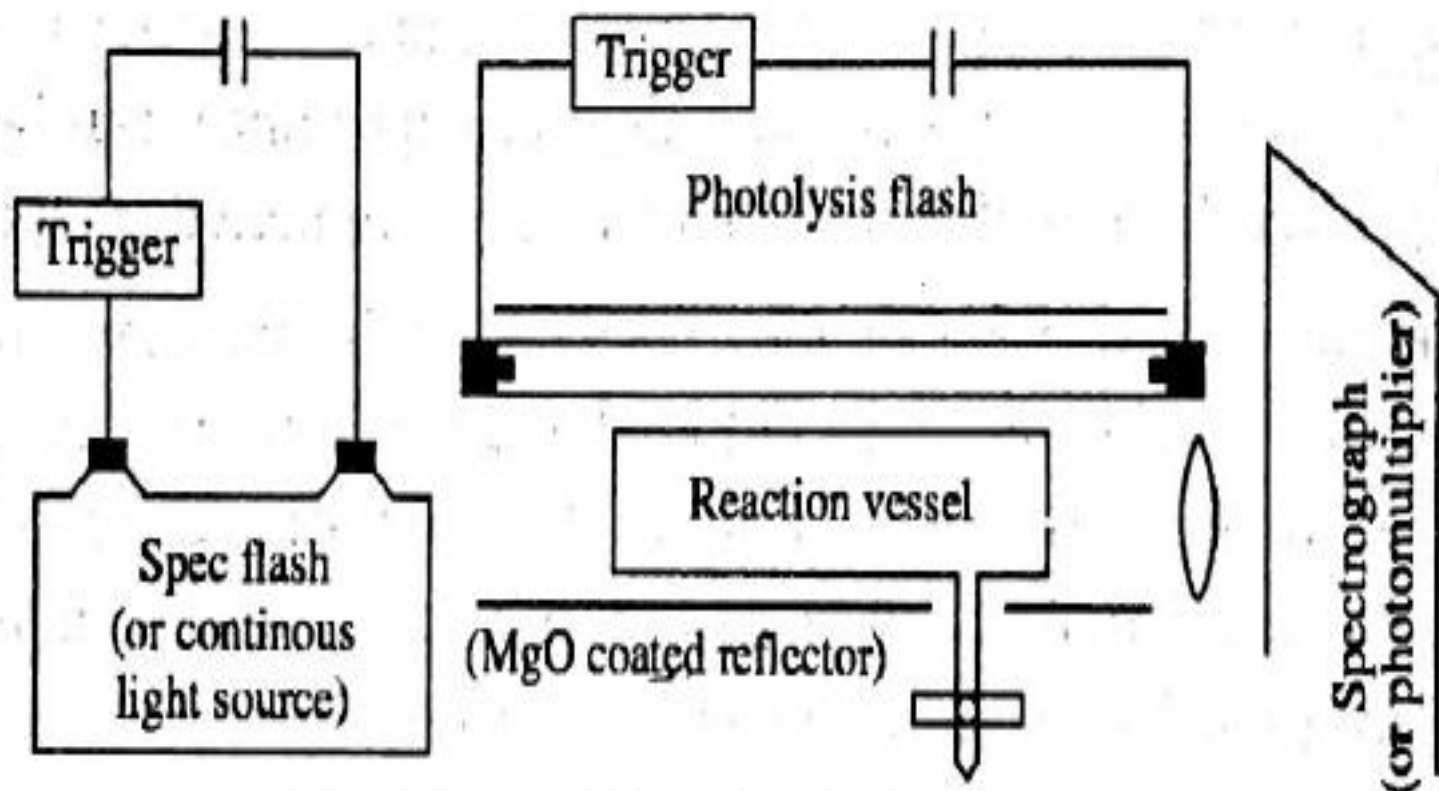 Trigger
Trigger
Photolysis flash
Reaction vessel
Spec flash
(or continous
light source)
(MgO coated reflector)
Spectrograph
(or photomultiplier)